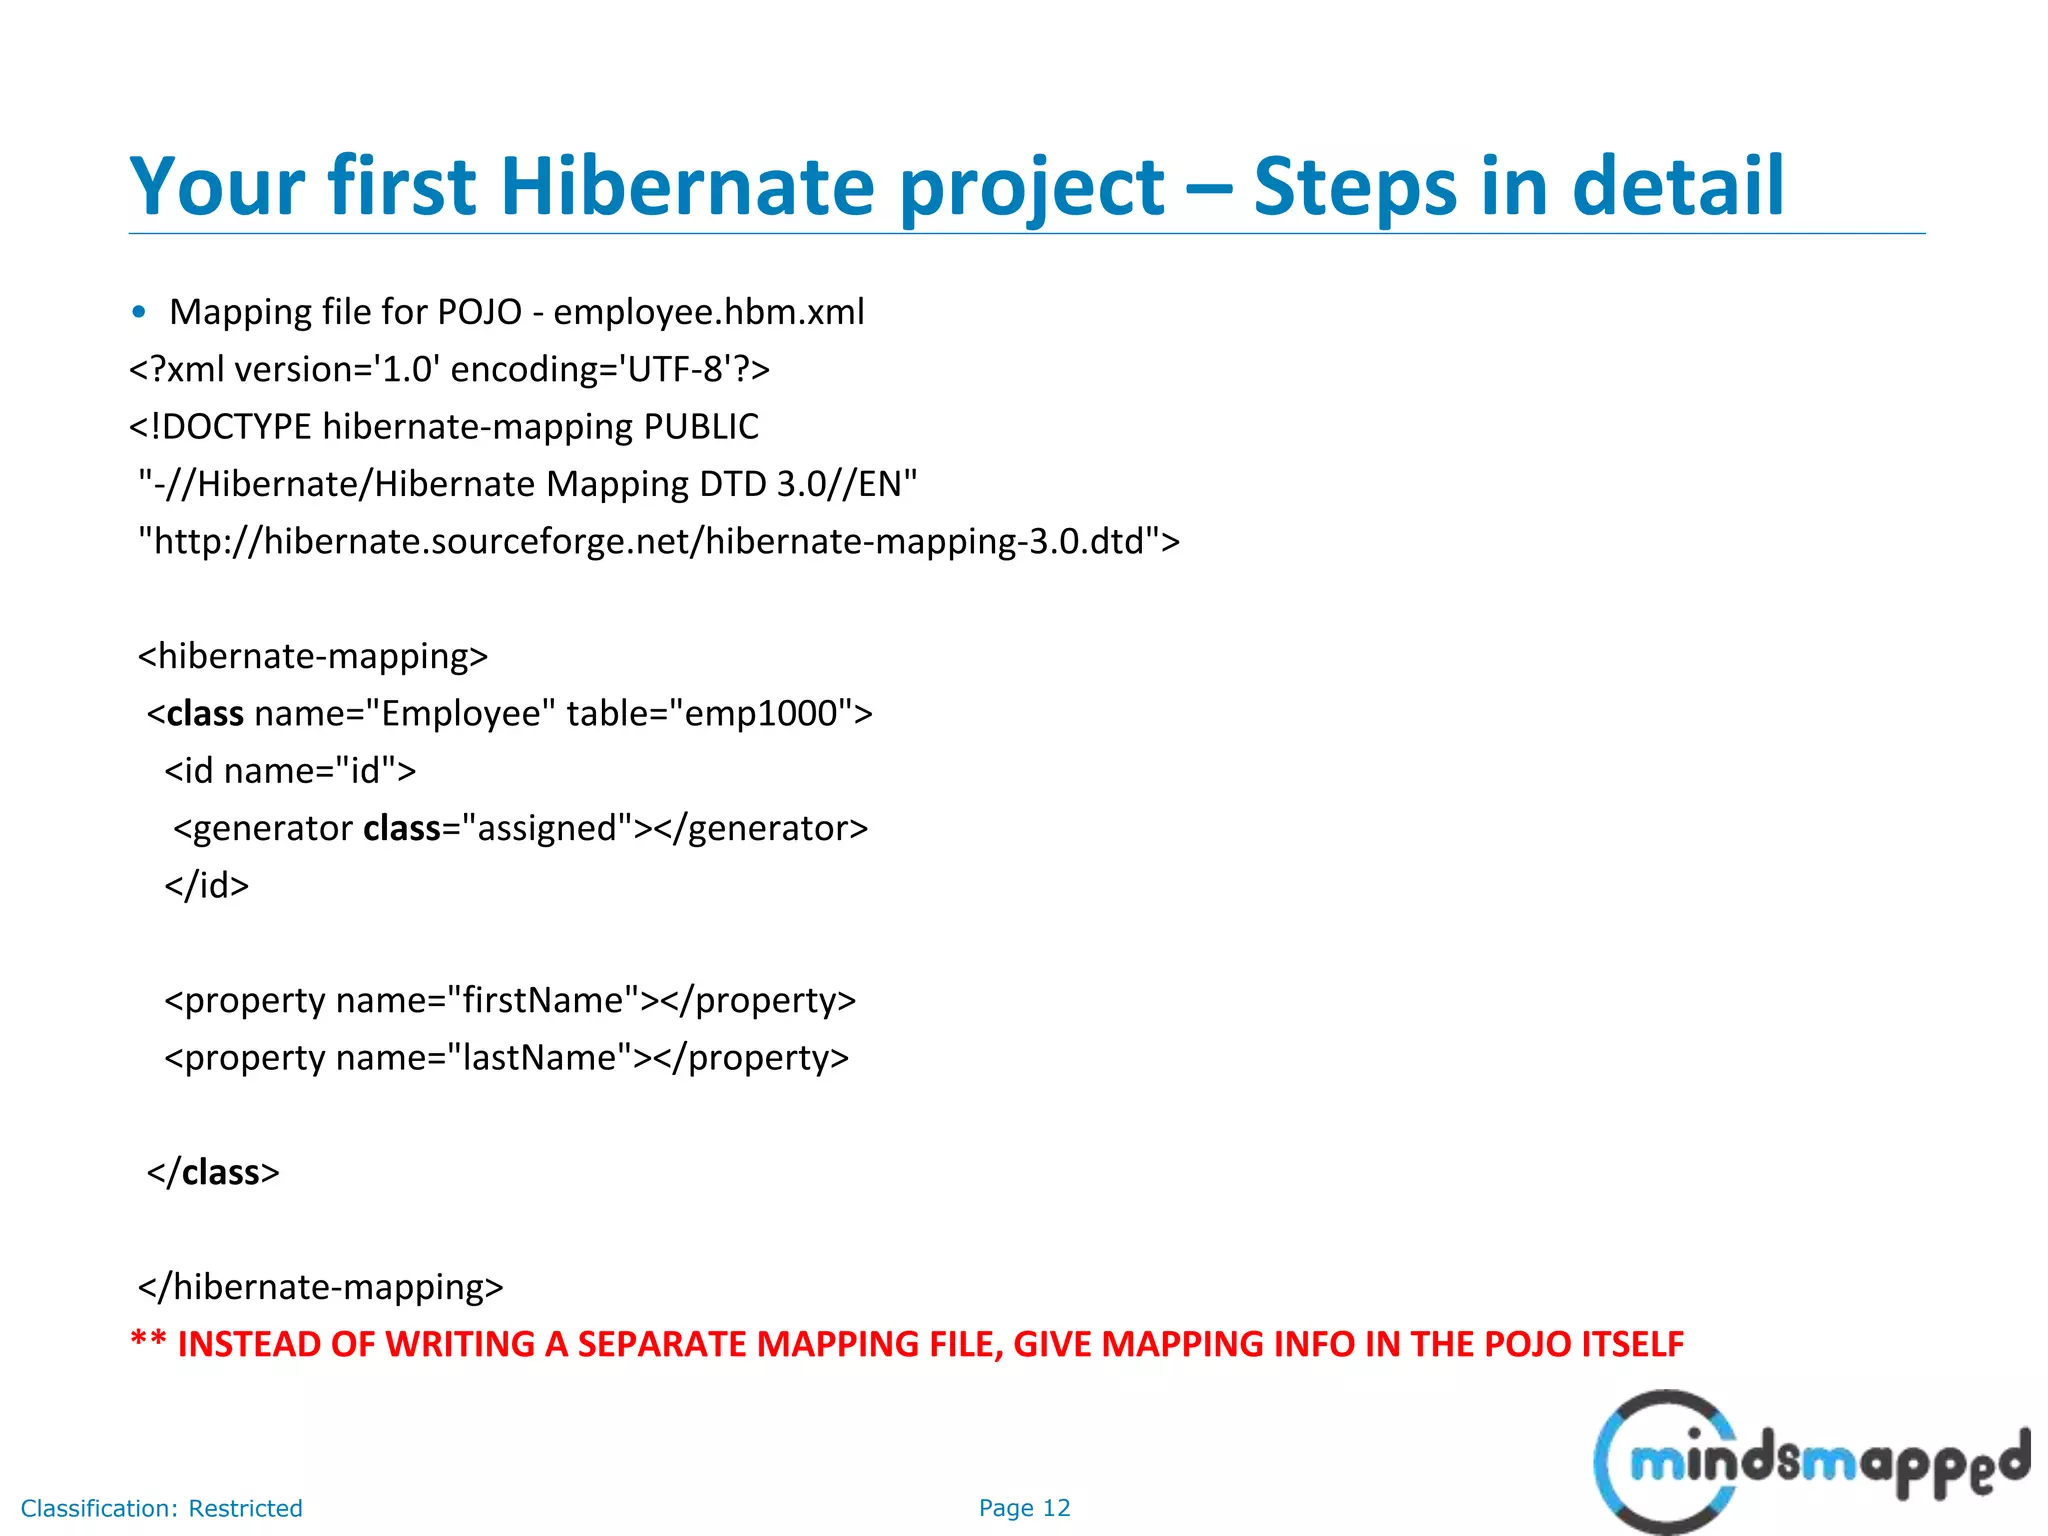 Your first Hibernate project – Steps in detail
• Mapping file for POJO - employee.hbm.xml
<?xml version='1.0' encoding='UTF-8'?>
<!DOCTYPE hibernate-mapping PUBLIC
"-//Hibernate/Hibernate Mapping DTD 3.0//EN"
"http://hibernate.sourceforge.net/hibernate-mapping-3.0.dtd">
<hibernate-mapping>
<class name="Employee" table="emp1000">
<id name="id">
<generator class="assigned"></generator>
</id>
<property name="firstName"></property>
<property name="lastName"></property>
</class>
</hibernate-mapping>
** INSTEAD OF WRITING A SEPARATE MAPPING FILE, GIVE MAPPING INFO IN THE POJO ITSELF
mindsmapped
Classification: Restricted
Page 12